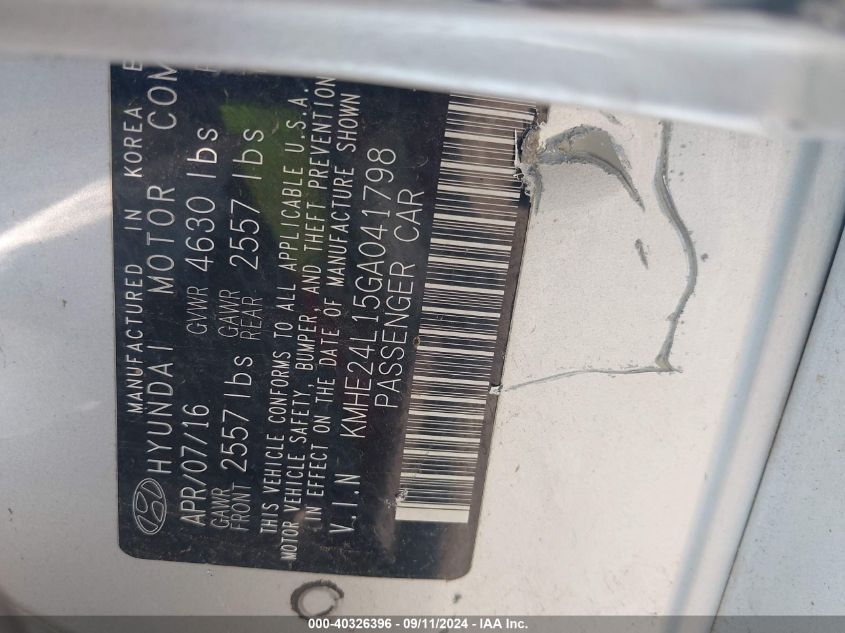 MANUFACTURED IN KOREA
HYUNDAI MOTOR COM
APR/07/16 GVWR 4630 lbs
GAWR FRONT 2557 lbs GAWR REAR 2557 lbs
THIS VEHICLE CONFORMS TO ALL APPLICABLE U.S.A.
MOTOR VEHICLE SAFETY, BUMPER, AND THEFT PREVENTION
IN EFFECT ON THE DATE OF MANUFACTURE SHOWN
V.I.N KMHE24L15GA041798
PASSENGER CAR
000-40326396 - 09/11/2024 - IAA Inc.